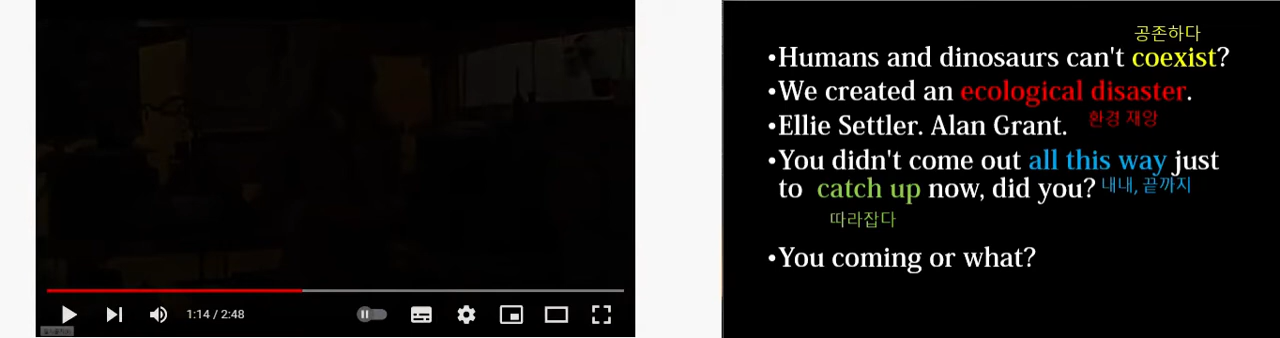 1:14 / 2:48
공존하다
•Humans and dinosaurs can't coexist?
•We created an ecological disaster.
•Ellie Settler. Alan Grant. 환경 재앙
•You didn't come out all this way just
to catch up now, did you? 내내, 끝까지
따라잡다
•You coming or what?